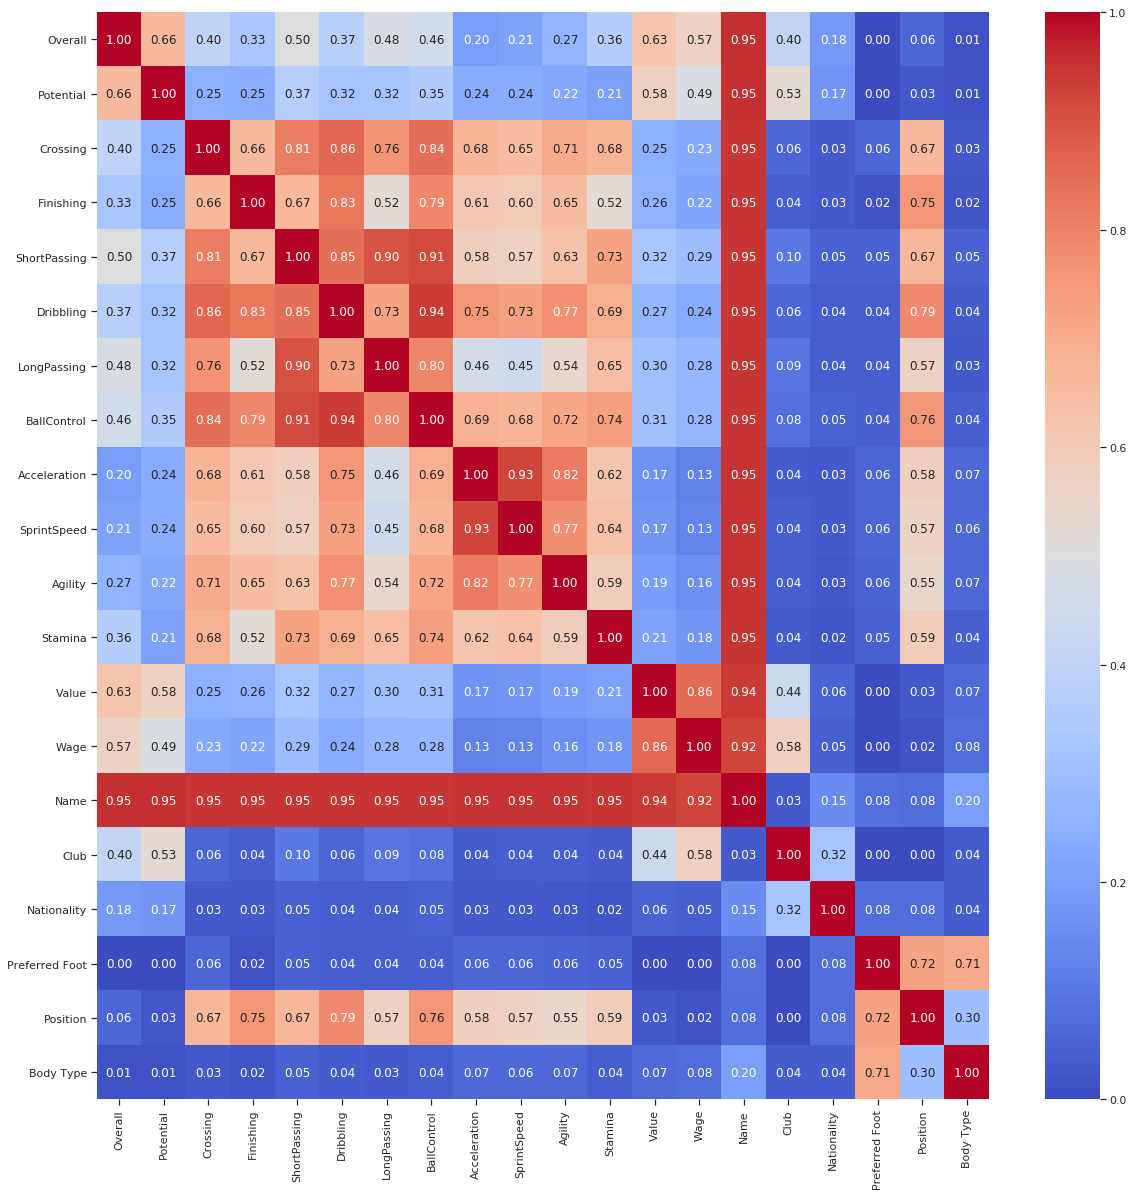 Overall 1.00 0.66 0.40 0.33 0.50 0.37 0.48 0.46 0.20 0.21 0.27 0.36 0.63 0.57 0.95 0.40 0.18 0.00 0.06 0.01
Potential 0.66 1.00 0.25 0.25 0.37 0.32 0.32 0.35 0.24 0.24 0.22 0.21 0.58 0.49 0.95 0.53 0.17 0.00 0.03 0.01
Crossing 0.40 0.25 1.00 0.66 0.81 0.86 0.76 0.84 0.68 0.65 0.71 0.68 0.25 0.23 0.95 0.06 0.03 0.06 0.67 0.03
Finishing 0.33 0.25 0.66 1.00 0.67 0.83 0.52 0.79 0.61 0.60 0.65 0.52 0.26 0.22 0.95 0.04 0.03 0.02 0.75 0.02
ShortPassing 0.50 0.37 0.81 0.67 1.00 0.85 0.90 0.91 0.58 0.57 0.63 0.73 0.32 0.29 0.95 0.10 0.05 0.05 0.67 0.05
Dribbling 0.37 0.32 0.86 0.83 0.85 1.00 0.73 0.94 0.75 0.73 0.77 0.69 0.27 0.24 0.95 0.06 0.04 0.04 0.79 0.04
LongPassing 0.48 0.32 0.76 0.52 0.90 0.73 1.00 0.80 0.46 0.45 0.54 0.65 0.30 0.28 0.95 0.09 0.04 0.04 0.57 0.03
BallControl 0.46 0.35 0.84 0.79 0.91 0.94 0.80 1.00 0.69 0.68 0.72 0.74 0.31 0.28 0.95 0.08 0.05 0.04 0.76 0.04
Acceleration 0.20 0.24 0.68 0.61 0.58 0.75 0.46 0.69 1.00 0.93 0.82 0.62 0.17 0.13 0.95 0.04 0.03 0.06 0.58 0.07
SprintSpeed 0.21 0.24 0.65 0.60 0.57 0.73 0.45 0.68 0.93 1.00 0.77 0.64 0.17 0.13 0.95 0.04 0.03 0.06 0.57 0.06
Agility 0.27 0.22 0.71 0.65 0.63 0.77 0.54 0.72 0.82 0.77 1.00 0.59 0.19 0.16 0.95 0.04 0.03 0.06 0.55 0.07
Stamina 0.36 0.21 0.68 0.52 0.73 0.69 0.65 0.74 0.62 0.64 0.59 1.00 0.21 0.18 0.95 0.04 0.02 0.05 0.59 0.04
Value 0.63 0.58 0.25 0.26 0.32 0.27 0.30 0.31 0.17 0.17 0.19 0.21 1.00 0.86 0.94 0.44 0.06 0.00 0.03 0.07
Wage 0.57 0.49 0.23 0.22 0.29 0.24 0.28 0.28 0.13 0.13 0.16 0.18 0.86 1.00 0.92 0.58 0.05 0.00 0.02 0.08
Name 0.95 0.95 0.95 0.95 0.95 0.95 0.95 0.95 0.95 0.95 0.95 0.95 0.94 0.92 1.00 0.03 0.15 0.08 0.08 0.20
Club 0.40 0.53 0.06 0.04 0.10 0.06 0.09 0.08 0.04 0.04 0.04 0.04 0.44 0.58 0.03 1.00 0.32 0.00 0.00 0.04
Nationality 0.18 0.17 0.03 0.03 0.05 0.04 0.04 0.05 0.03 0.03 0.03 0.02 0.06 0.05 0.15 0.32 1.00 0.08 0.08 0.04
Preferred Foot 0.00 0.00 0.06 0.02 0.05 0.04 0.04 0.04 0.06 0.06 0.06 0.05 0.00 0.00 0.08 0.00 0.08 1.00 0.72 0.71
Position 0.06 0.03 0.67 0.75 0.67 0.79 0.57 0.76 0.58 0.57 0.55 0.59 0.03 0.02 0.08 0.00 0.08 0.72 1.00 0.30
Body Type 0.01 0.01 0.03 0.02 0.05 0.04 0.03 0.04 0.07 0.06 0.07 0.04 0.07 0.08 0.20 0.04 0.04 0.71 0.30 1.00
Overall
Potential
Crossing
Finishing
ShortPassing
Dribbling
LongPassing
BallControl
Acceleration
SprintSpeed
Agility
Stamina
Value
Wage
Name
Club
Nationality
Preferred Foot
Position
Body Type
1.0
0.8
0.6
0.4
0.2
0.0